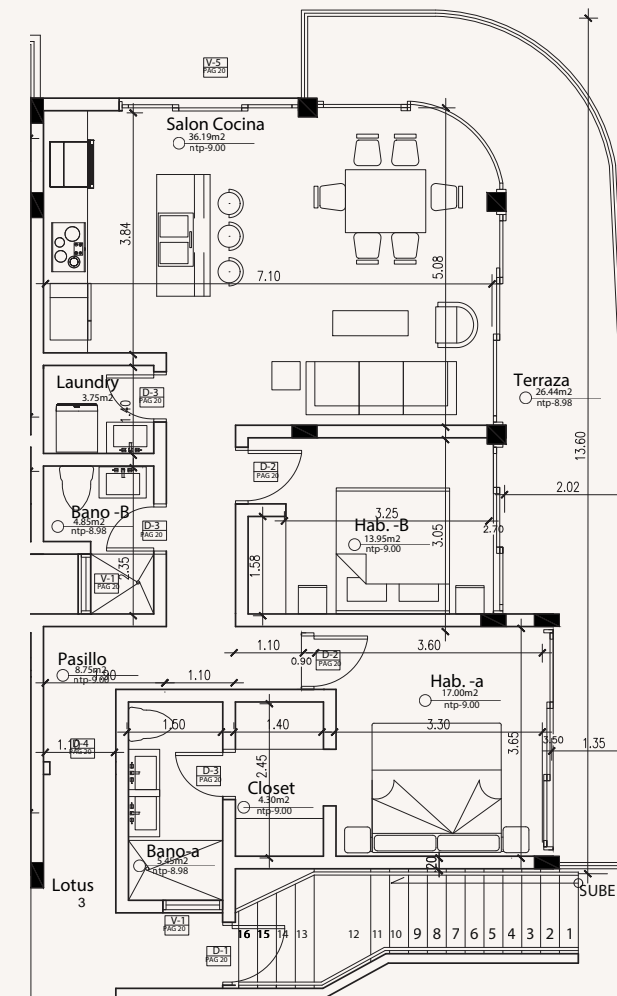 V-5
PAG 20
Salon Cocina
36.19m2
ntp-9.00
3.84
5.08
7.10
Laundry
3.75m2
D-3
PAG 20
1.40
Terraza
26.44m2
ntp-8.98
13.60
D-2
PAG 20
2.02
Bano -B
4.85m2
ntp-8.98
D-3
PAG 20
3.25
Hab. -B
13.95m2
ntp-9.00
3.05
2.70
1.58
V-1
PAG 20
2.35
1.10
0.90
D-2
PAG 20
3.60
Pasillo
8.75m2
ntp-9.00
1.10
Hab. -a
17.00m2
ntp-9.00
1.60
1.40
3.30
3.65
3.50
1.35
D-4
PAG 20
2.45
D-3
PAG 20
Closet
4.30m2
ntp-9.00
Bano-a
5.45m2
ntp-8.98
.20
Lotus
3
SUBE
V-1
PAG 20
D-1
PAG 20
16 15 14 13 12 11 10 9 8 7 6 5 4 3 2 1